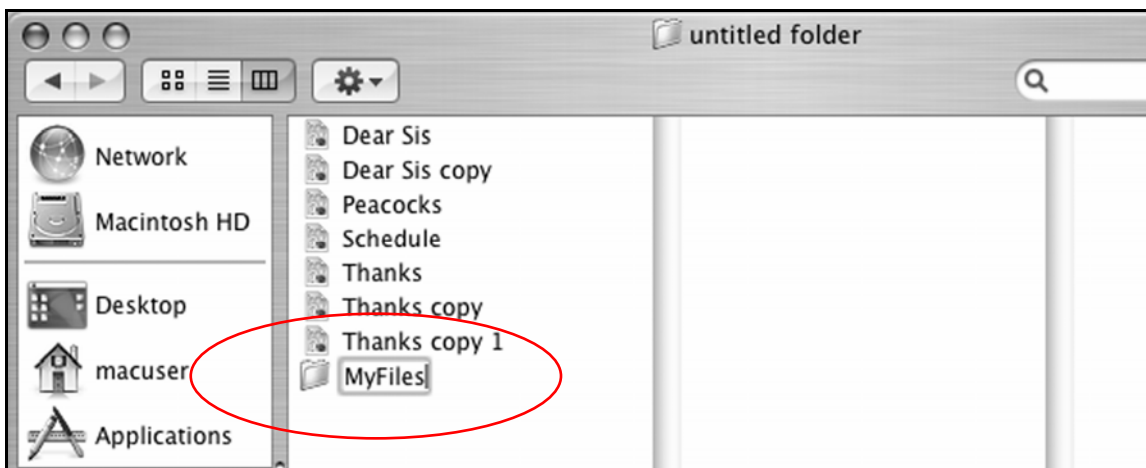 untitled folder
Network
Macintosh HD
Desktop
macuser
Applications
Dear Sis
Dear Sis copy
Peacocks
Schedule
Thanks
Thanks copy
Thanks copy 1
MyFiles